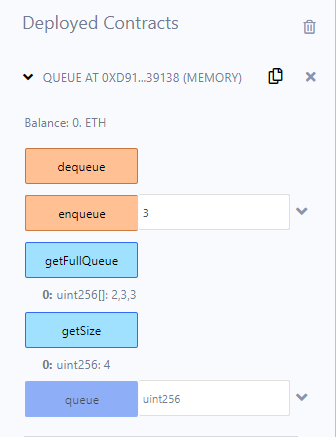 Deployed Contracts
QUEUE AT 0XD91...39138 (MEMORY)
Balance: 0. ETH
dequeue
enqueue 3
getFullQueue
0: uint256[]: 2,3,3
getSize
0: uint256: 4
queue uint256